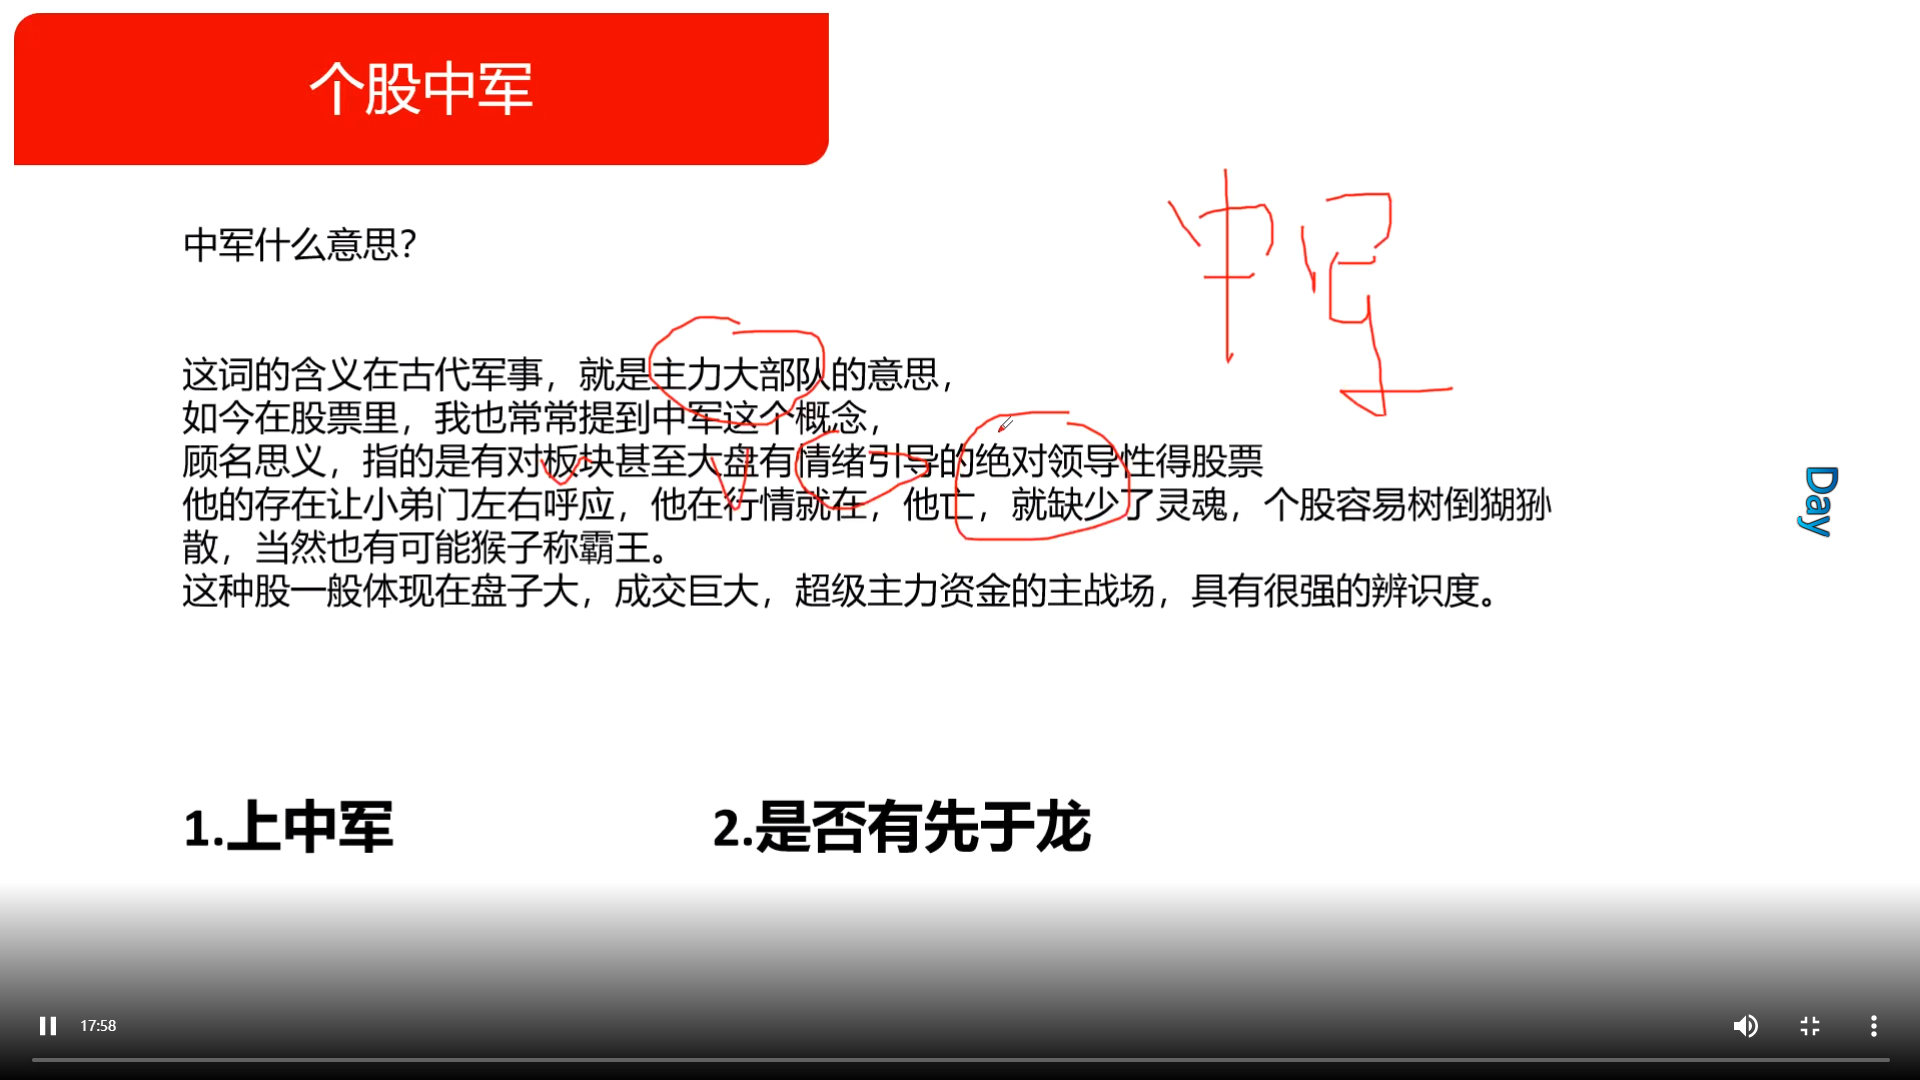 个股中军
中军
中军什么意思？
这词的含义在古代军事，就是主力大部队的意思，
如今在股票里，我也常常提到中军这个概念，
顾名思义，指的是有对板块甚至大盘有情绪引导的绝对领导性得股票
他的存在让小弟门左右呼应，他在行情就在，他亡，就缺少了灵魂，个股容易树倒猢狲
散，当然也有可能猴子称霸王。
这种股一般体现在盘子大，成交巨大，超级主力资金的主战场，具有很强的辨识度。
Day
1.上中军
2.是否有先于龙
17:58